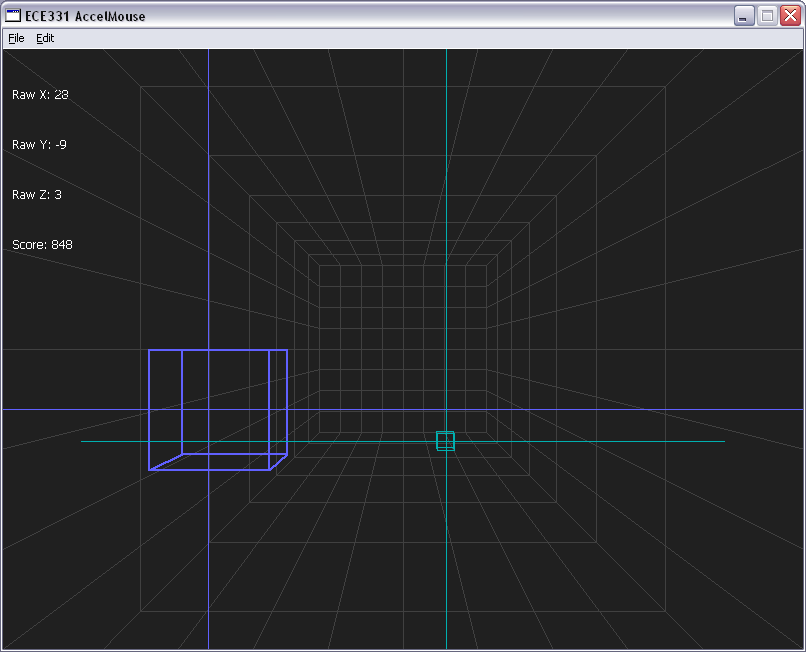 ECE331 AccelMouse
File Edit
Raw X: 28
Raw Y: -9
Raw Z: 3
Score: 848